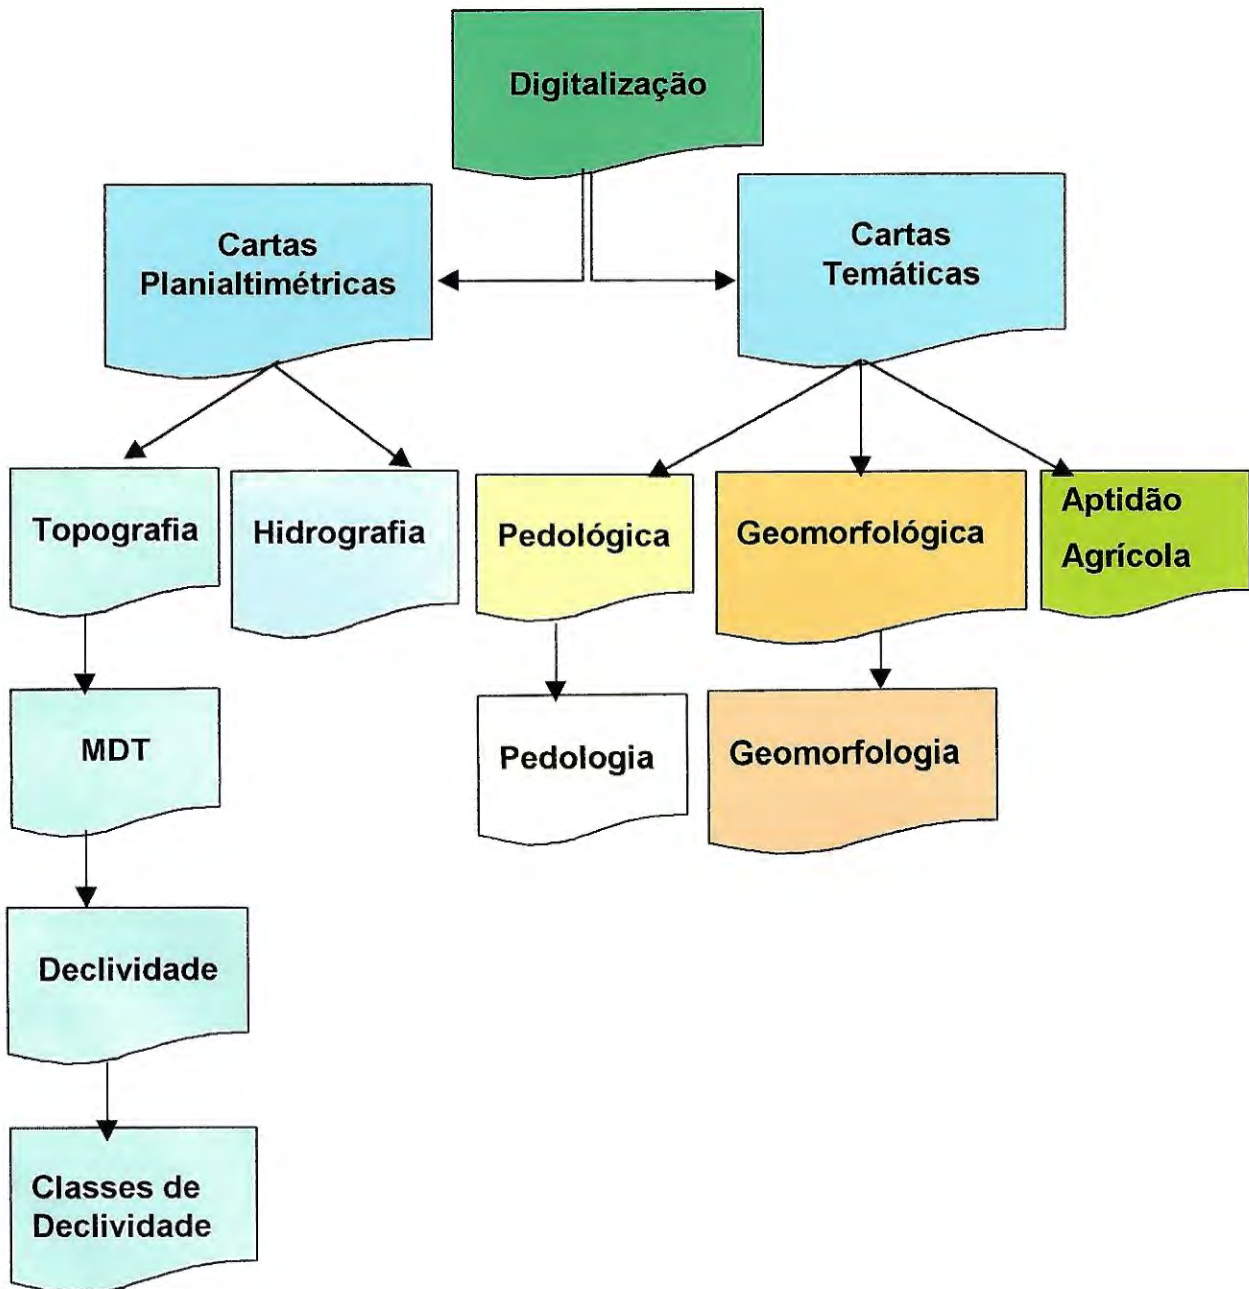 Digitalização
Cartas
Planialtimétricas
Cartas
Temáticas
Topografia
Hidrografia
Pedológica
Geomorfológica
Aptidão
Agrícola
MDT
Pedologia
Geomorfologia
Declividade
Classes de
Declividade